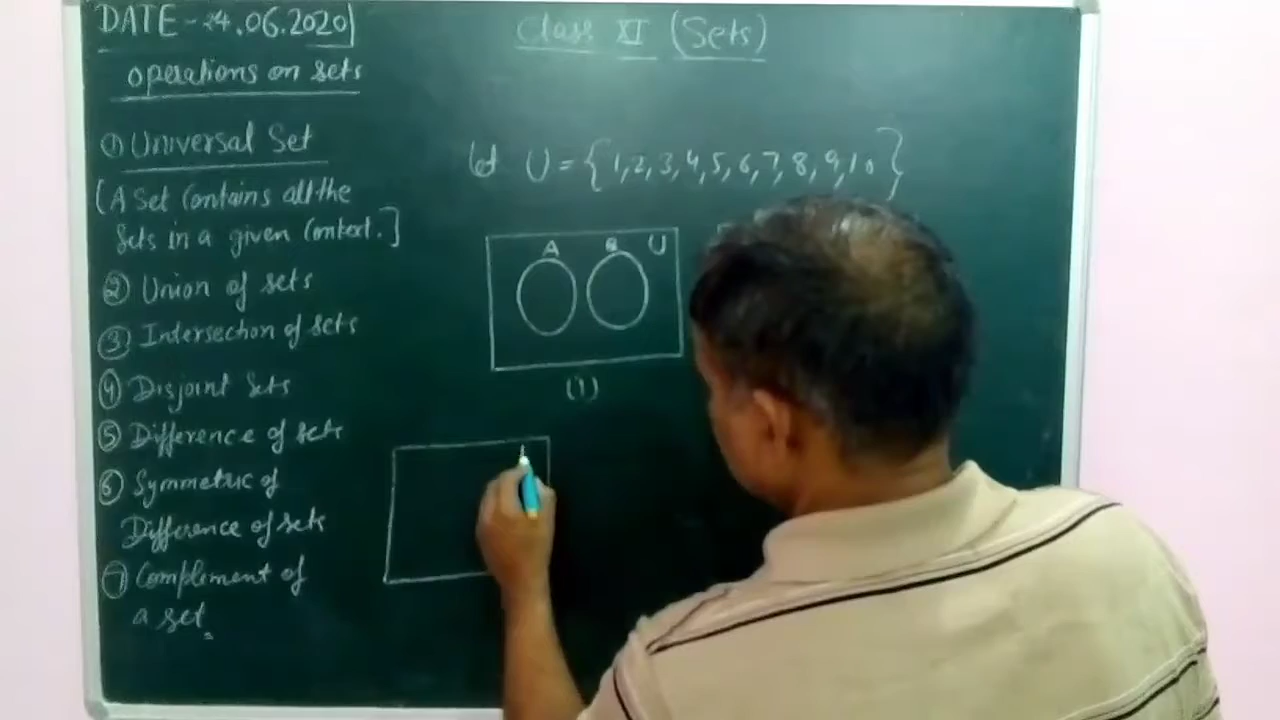 DATE - 24.06.2020
operations on sets
① Universal Set
[A Set Contains all the
Sets in a given Context.]
② Union of sets
③ Intersection of sets
④ Disjoint Sets
⑤ Difference of sets
⑥ Symmetric of
Difference of sets
⑦ Complement of
a set
Class XI (Sets)
Let U = {1,2,3,4,5,6,7,8,9,10}
A B U
(1)